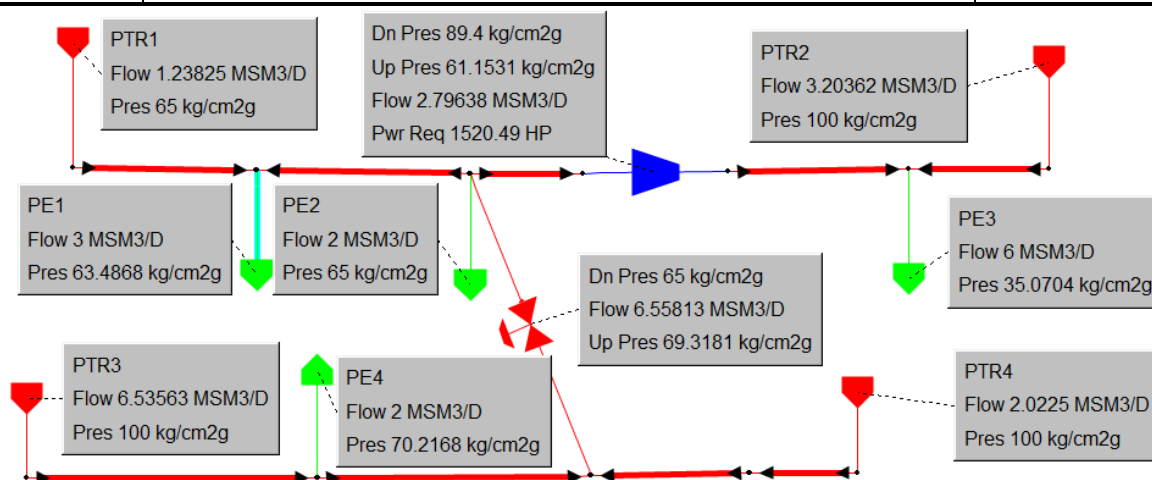 PTR1
Flow 1.23825 MSM3/D
Pres 65 kg/cm2g
Dn Pres 89.4 kg/cm2g
Up Pres 61.1531 kg/cm2g
Flow 2.79638 MSM3/D
Pwr Req 1520.49 HP
PTR2
Flow 3.20362 MSM3/D
Pres 100 kg/cm2g
PE1
Flow 3 MSM3/D
Pres 63.4868 kg/cm2g
PE2
Flow 2 MSM3/D
Pres 65 kg/cm2g
PE3
Flow 6 MSM3/D
Pres 35.0704 kg/cm2g
Dn Pres 65 kg/cm2g
Flow 6.55813 MSM3/D
Up Pres 69.3181 kg/cm2g
PTR3
Flow 6.53563 MSM3/D
Pres 100 kg/cm2g
PE4
Flow 2 MSM3/D
Pres 70.2168 kg/cm2g
PTR4
Flow 2.0225 MSM3/D
Pres 100 kg/cm2g